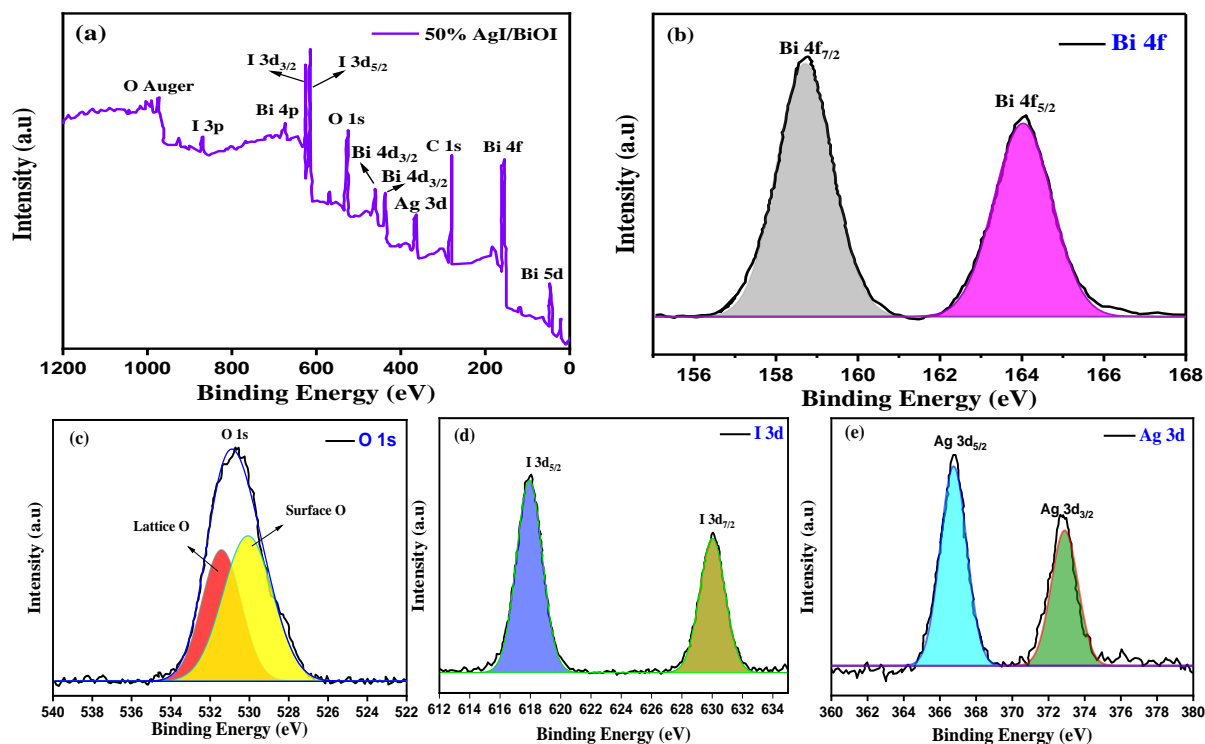 (a)
50% AgI/BiOI
I 3d3/2
I 3d5/2
O Auger
I 3p
Bi 4p
O 1s
Bi 4d3/2
Bi 4d3/2
Ag 3d
C 1s
Bi 4f
Bi 5d
Intensity (a.u)
1200 1000 800 600 400 200 0
Binding Energy (eV)
(b)
Bi 4f
Bi 4f7/2
Bi 4f5/2
Intensity (a.u)
156 158 160 162 164 166 168
Binding Energy (eV)
(c)
O 1s
O 1s
Lattice O
Surface O
Intensity (a.u)
540 538 536 534 532 530 528 526 524 522
Binding Energy (eV)
(d)
I 3d
I 3d5/2
I 3d7/2
Intensity (a.u)
612 614 616 618 620 622 624 626 628 630 632 634
Binding Energy (eV)
(e)
Ag 3d
Ag 3d5/2
Ag 3d3/2
Intensity (a.u)
360 362 364 366 368 370 372 374 376 378 380
Binding Energy (eV)